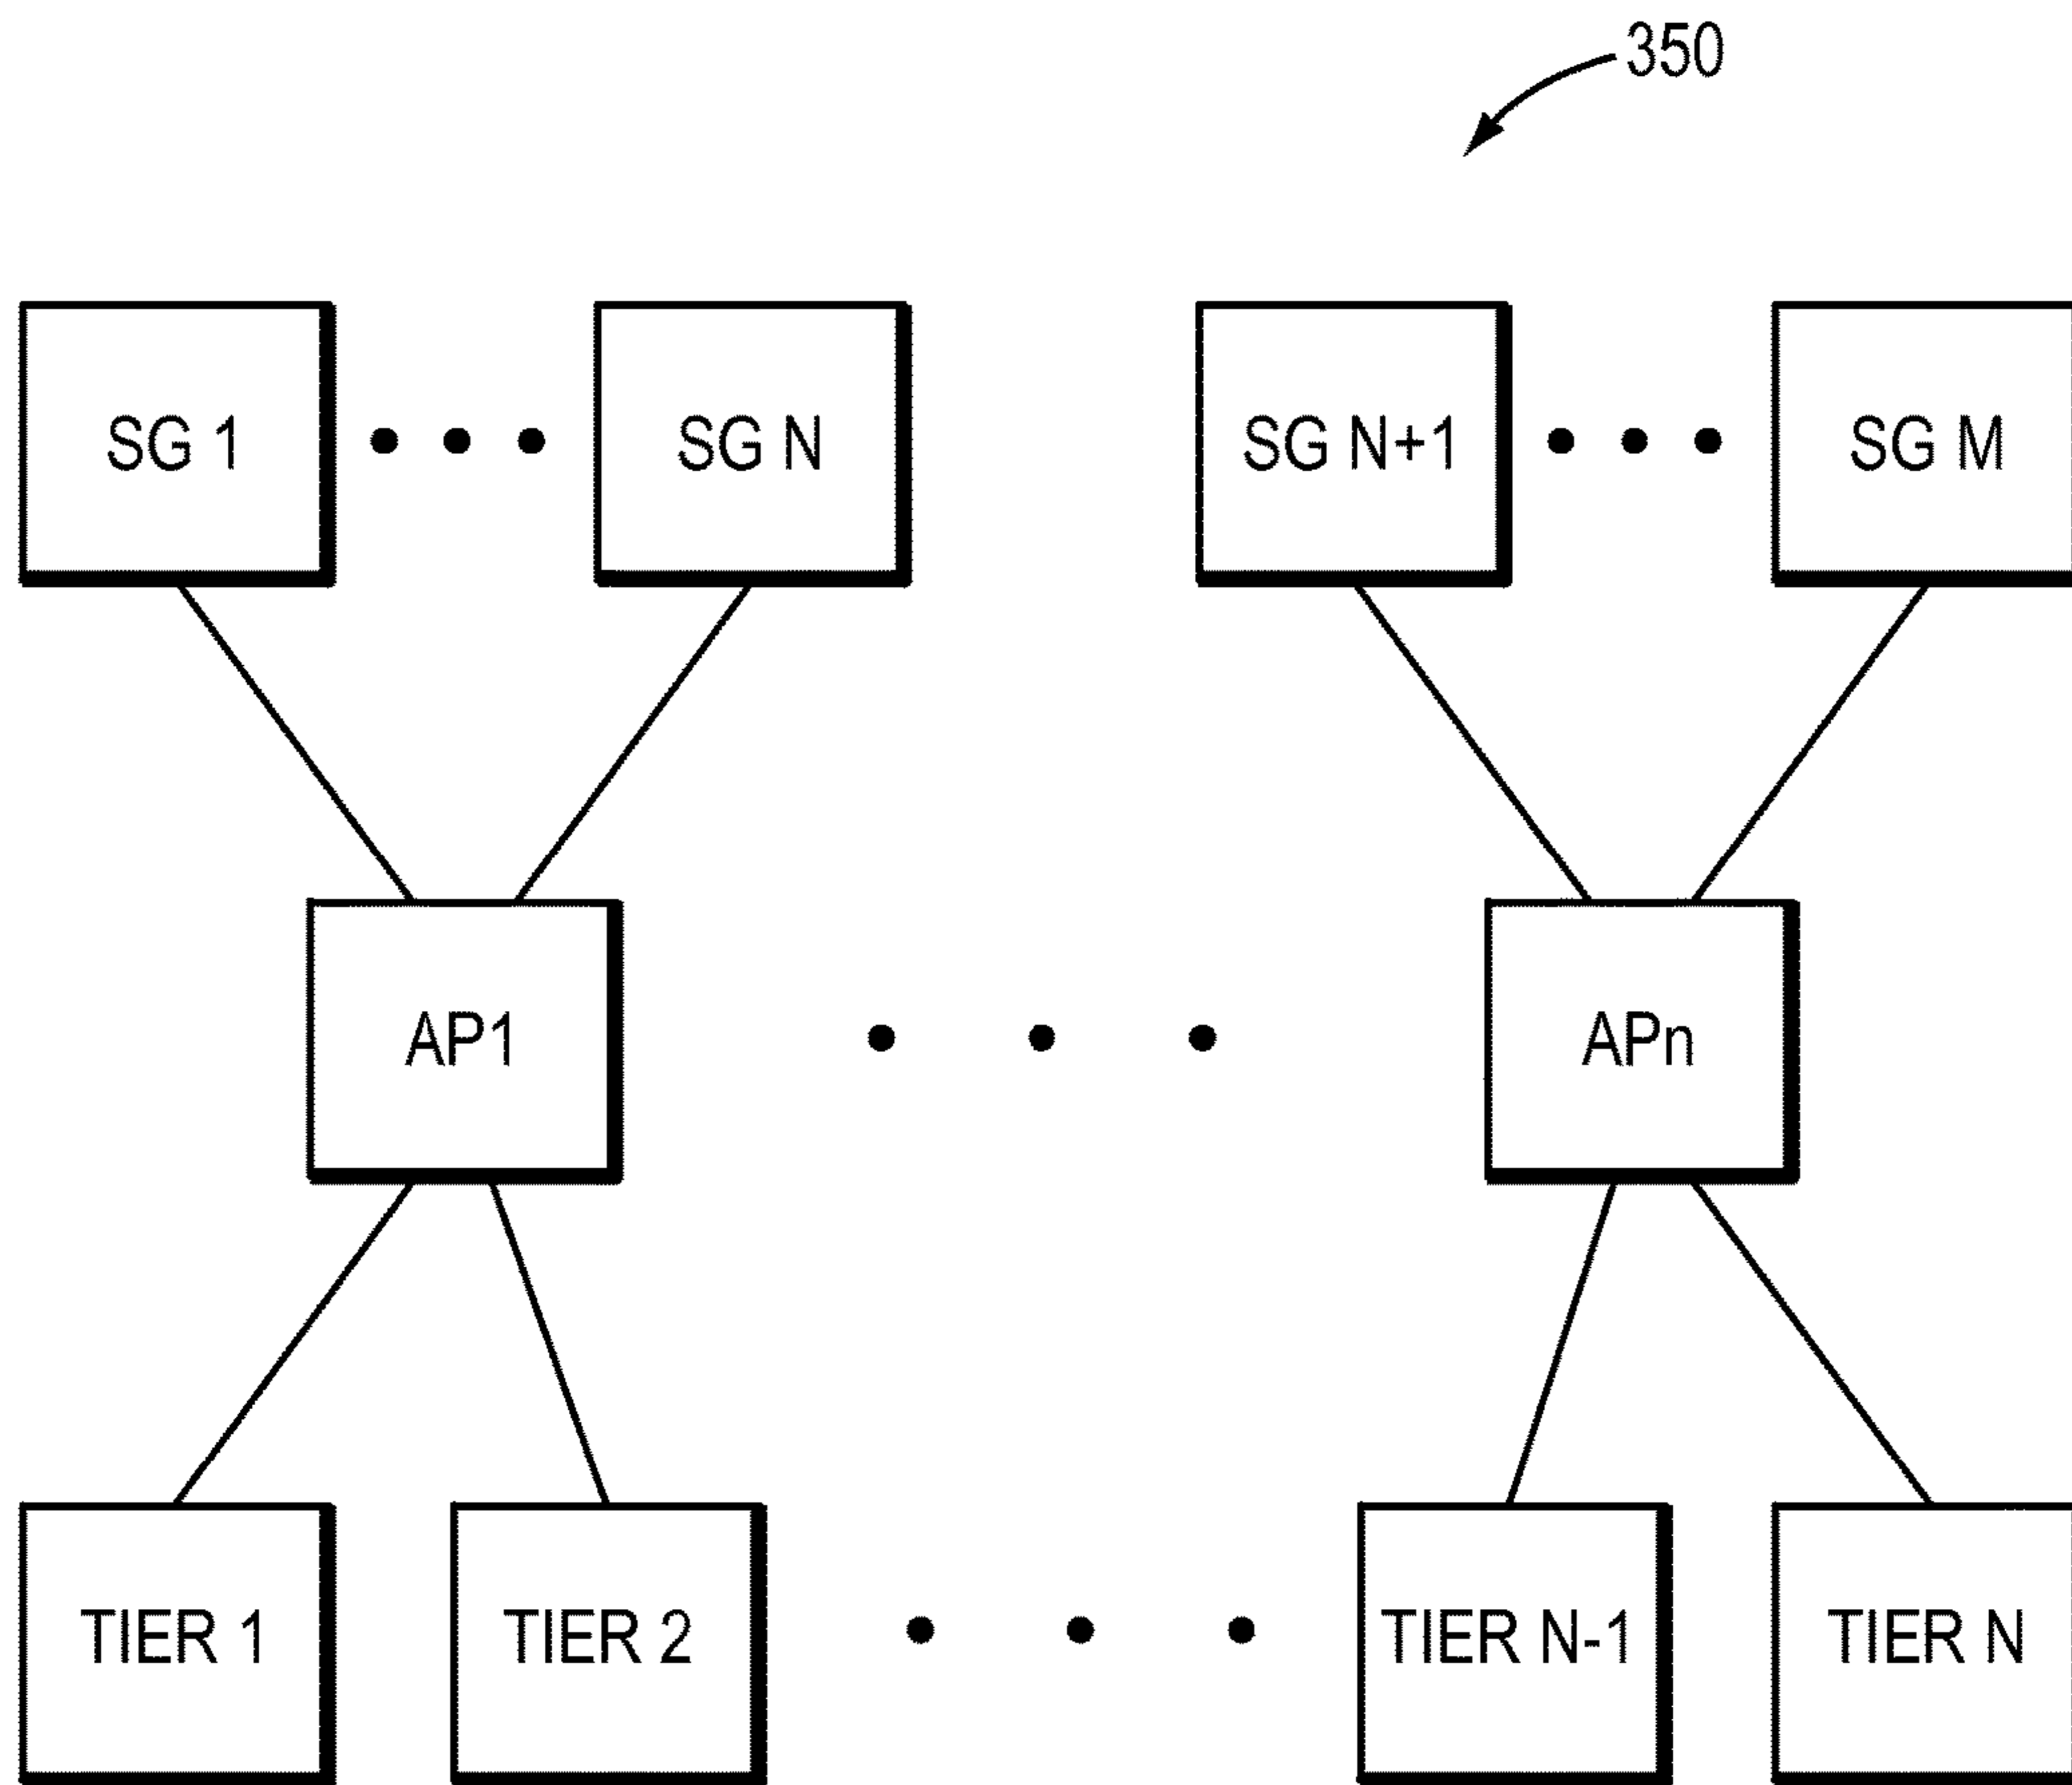 350
SG 1
SG N
SG N+1
SG M
AP1
APn
TIER 1
TIER 2
TIER N-1
TIER N